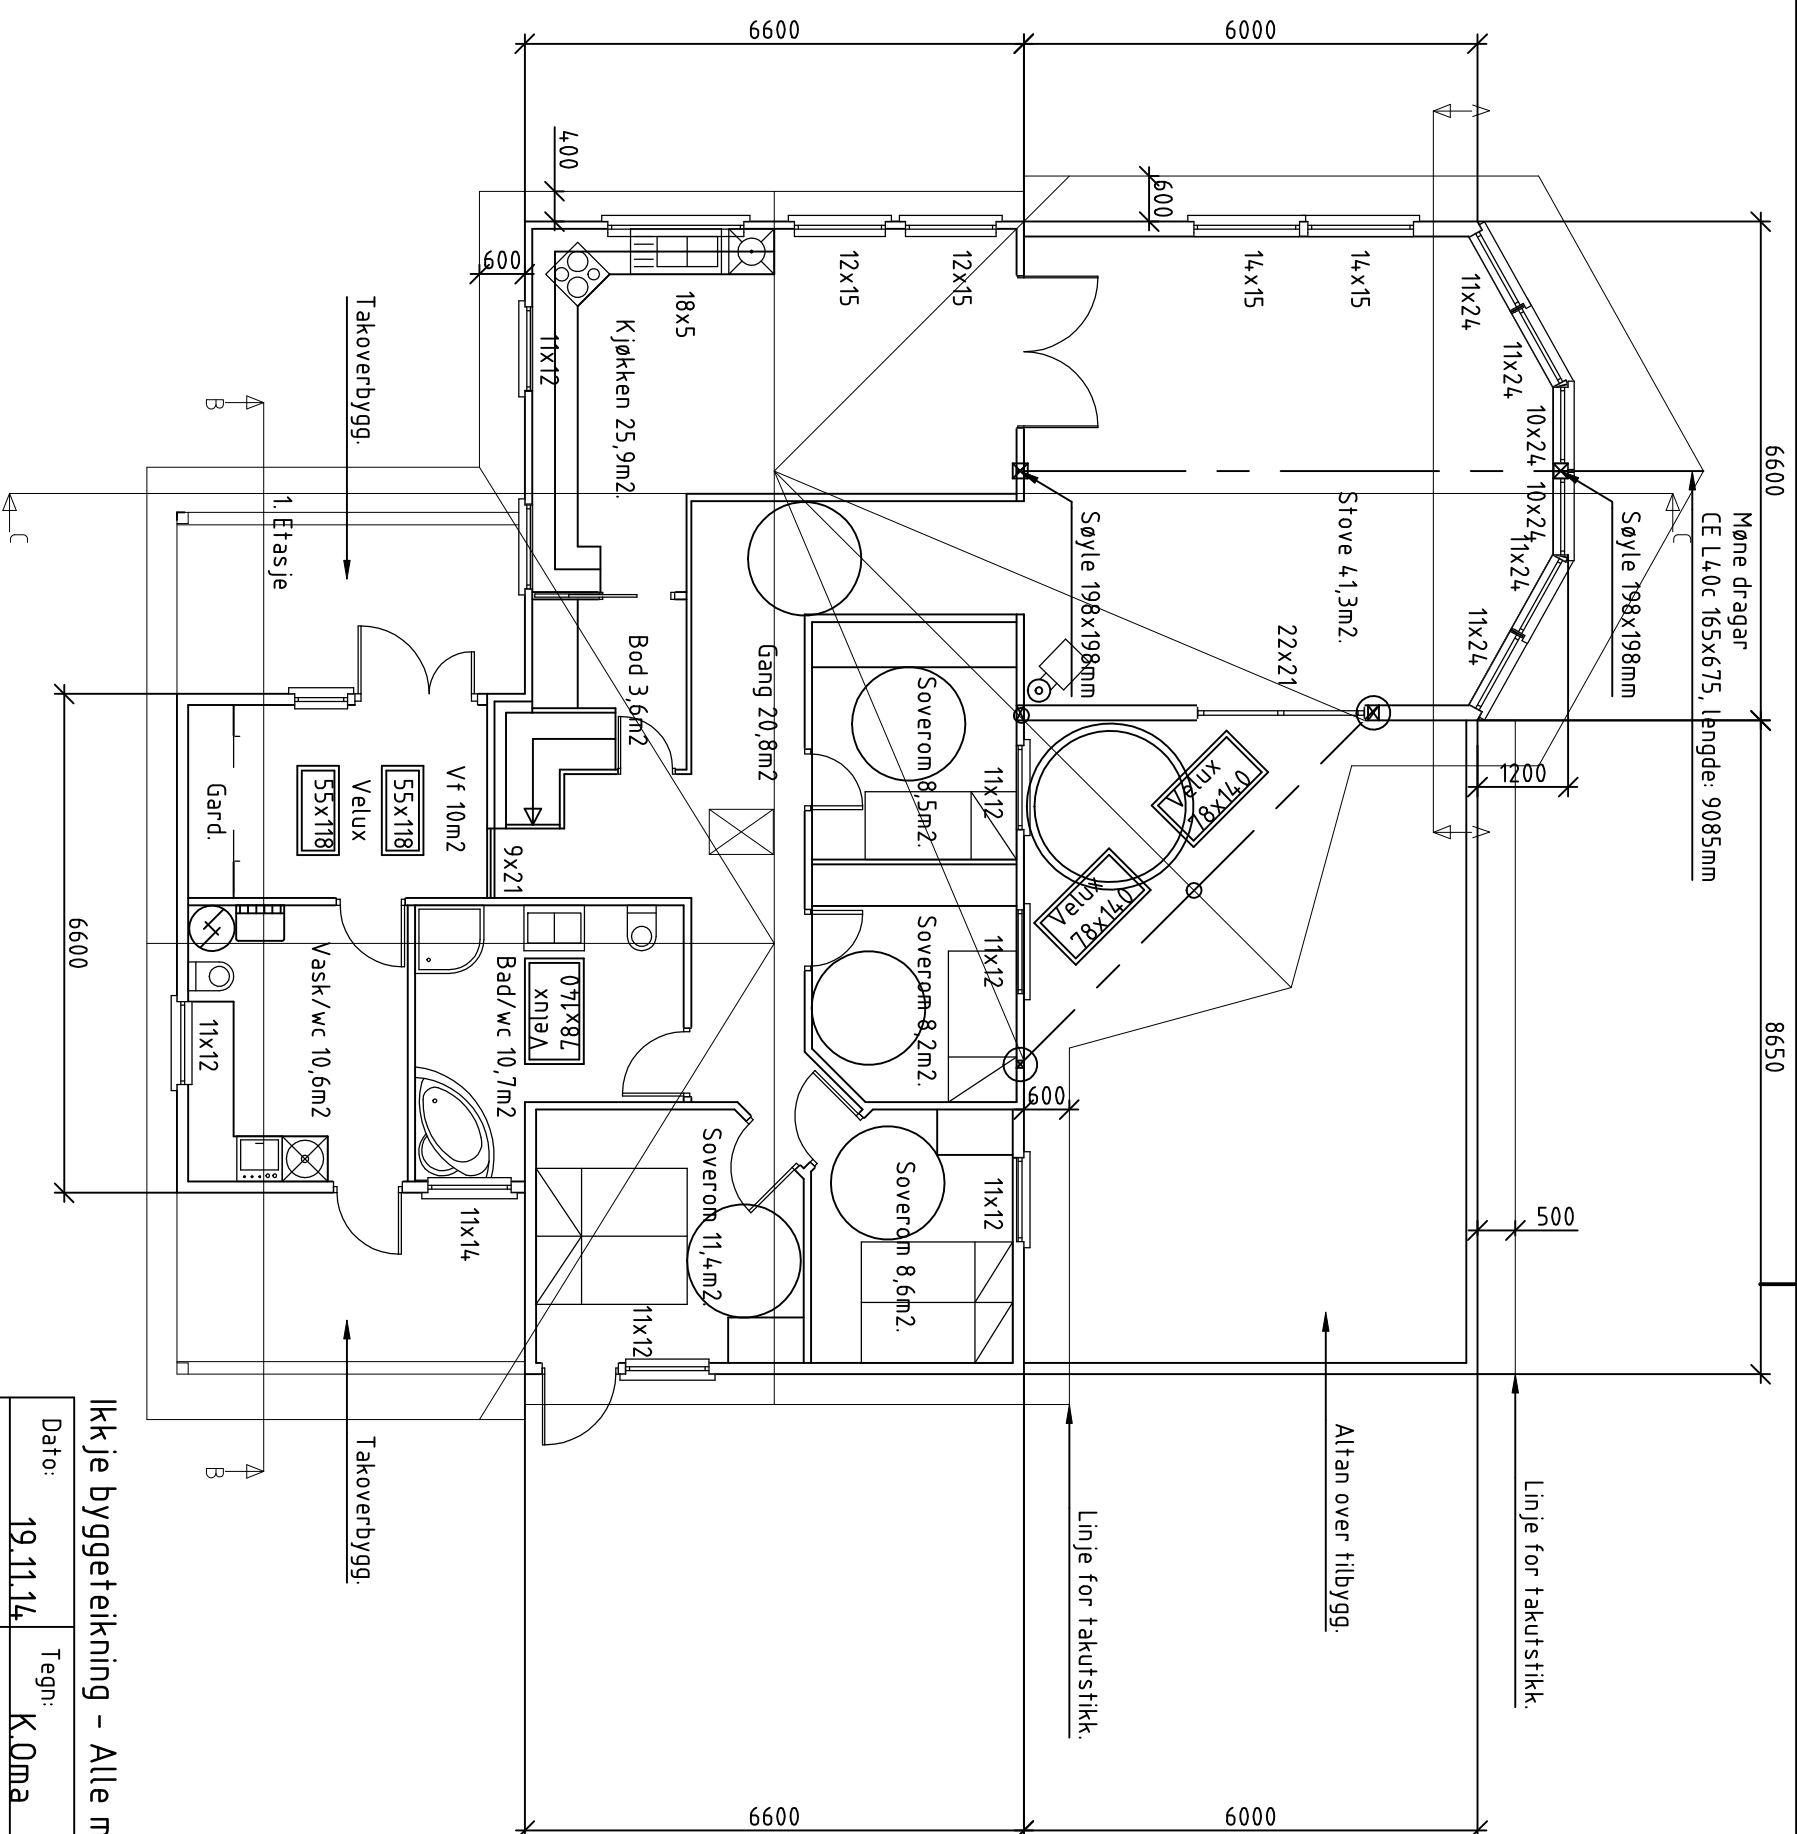 6600
6000
6600
8650
Møne dragar
CE L40c 165x675, lengde: 9085mm
Søyle 198x198mm
C
1200
500
Linje for takutstikk.
11x24
11x24
10x24
10x24
11x24
11x24
14x15
14x15
Stove 41,3m2.
22x21
Altan over tilbygg.
600
Søyle 198x198mm
Velux
78x140
Velux
78x140
600
Linje for takutstikk.
12x15
12x15
11x12
11x12
11x12
Soverom 8,5m2.
Soverom 8,2m2.
Soverom 8,6m2.
Gang 20,8m2
Soverom 11,4m2.
11x12
18x5
Kjøkken 25,9m2.
Bod 3,6m2
400
600
11x12
9x21
Velux
78x140
Bad/wc 10,7m2
11x14
Takoverbygg.
1. Etasje
Vf 10m2
55x118
Velux
55x118
Gard.
Vask/wc 10,6m2
11x12
Takoverbygg.
B
B
C
6600
6600
6000
Ikkje byggeteikning - Alle m
Dato:
19.11.14
Tegn:
K.Oma